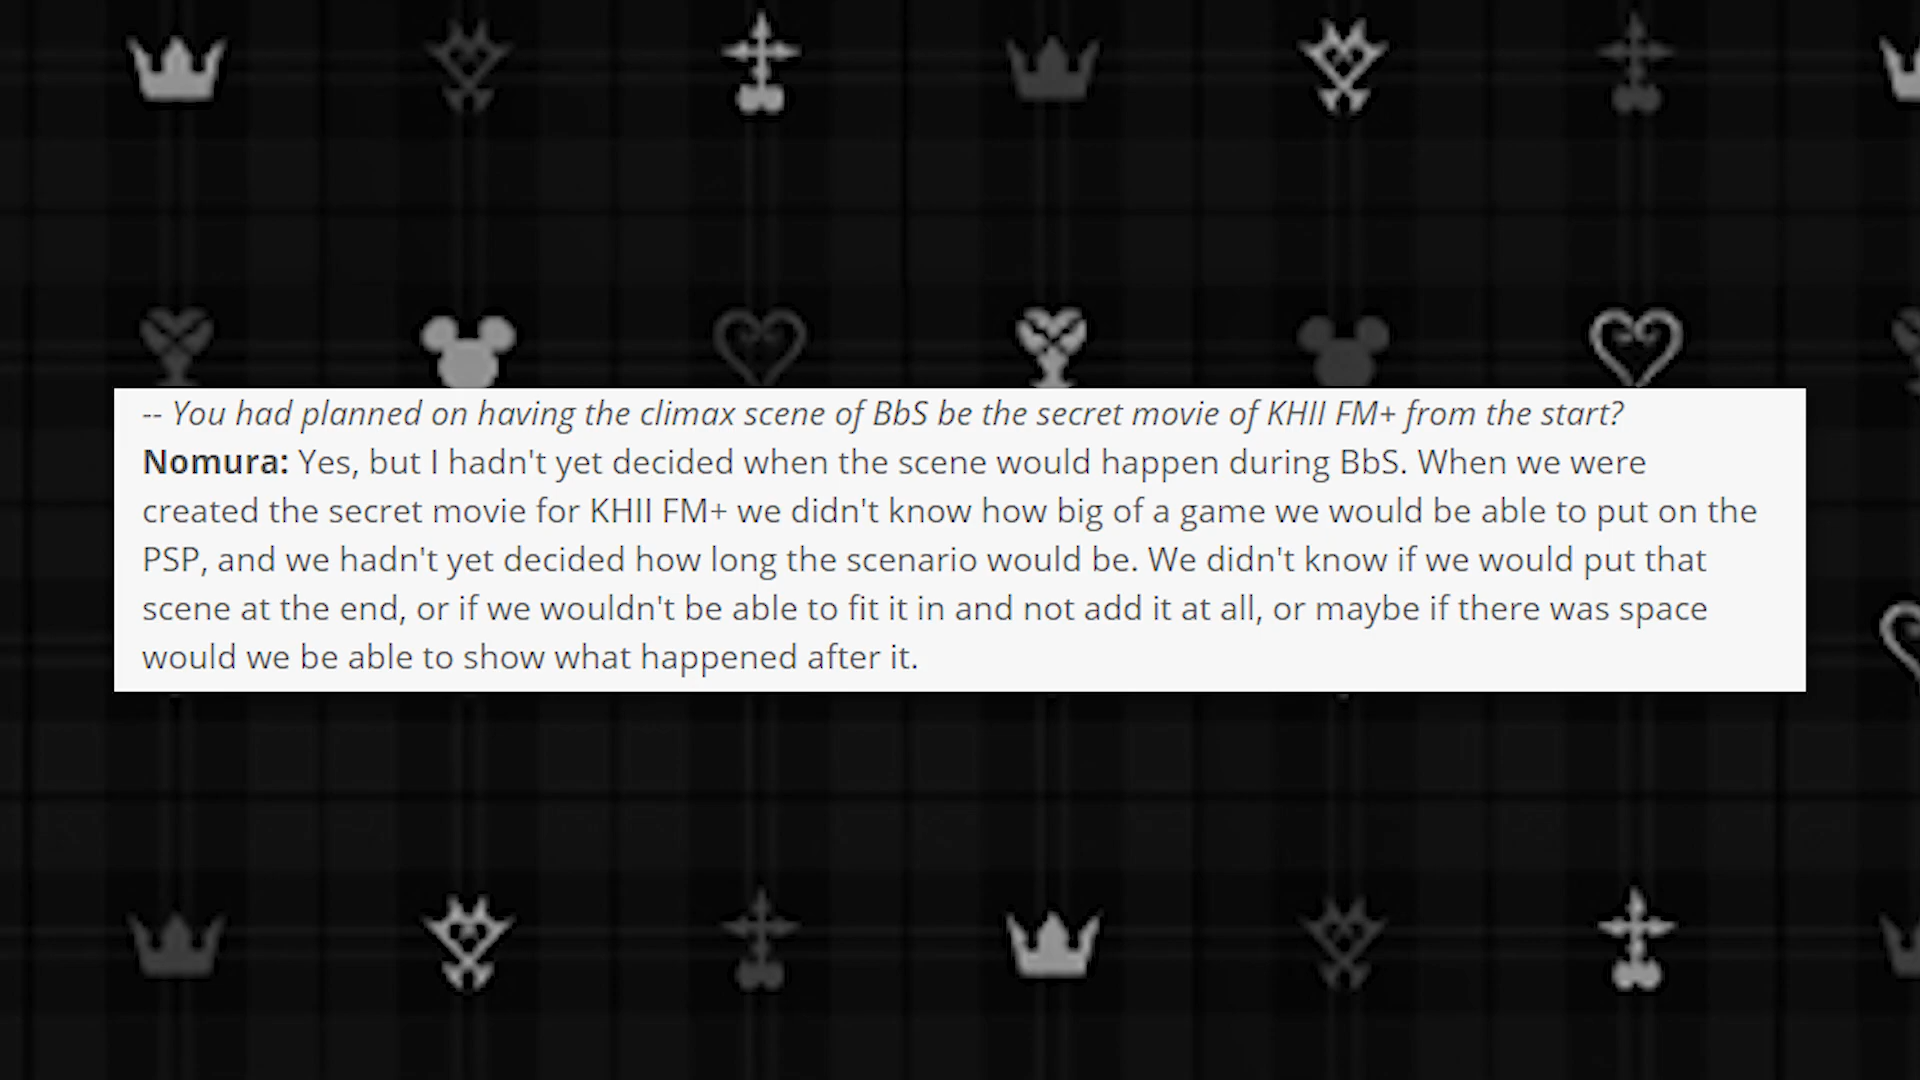 -- You had planned on having the climax scene of BbS be the secret movie of KHII FM+ from the start?
Nomura: Yes, but I hadn't yet decided when the scene would happen during BbS. When we were
created the secret movie for KHII FM+ we didn't know how big of a game we would be able to put on the
PSP, and we hadn't yet decided how long the scenario would be. We didn't know if we would put that
scene at the end, or if we wouldn't be able to fit it in and not add it at all, or maybe if there was space
would we be able to show what happened after it.